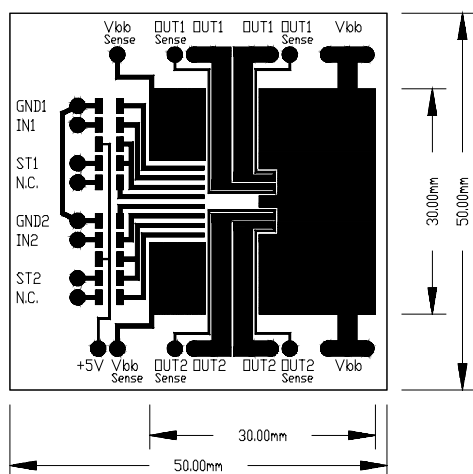 Vbb OUT1 OUT1 OUT1 OUT1 Vbb
Sense Sense Sense
GND1
IN1
ST1
N.C.
GND2
IN2
ST2
N.C.
+5V Vbb OUT2 OUT2 OUT2 OUT2 Vbb
Sense Sense Sense
30.00mm
50.00mm
30.00mm
50.00mm